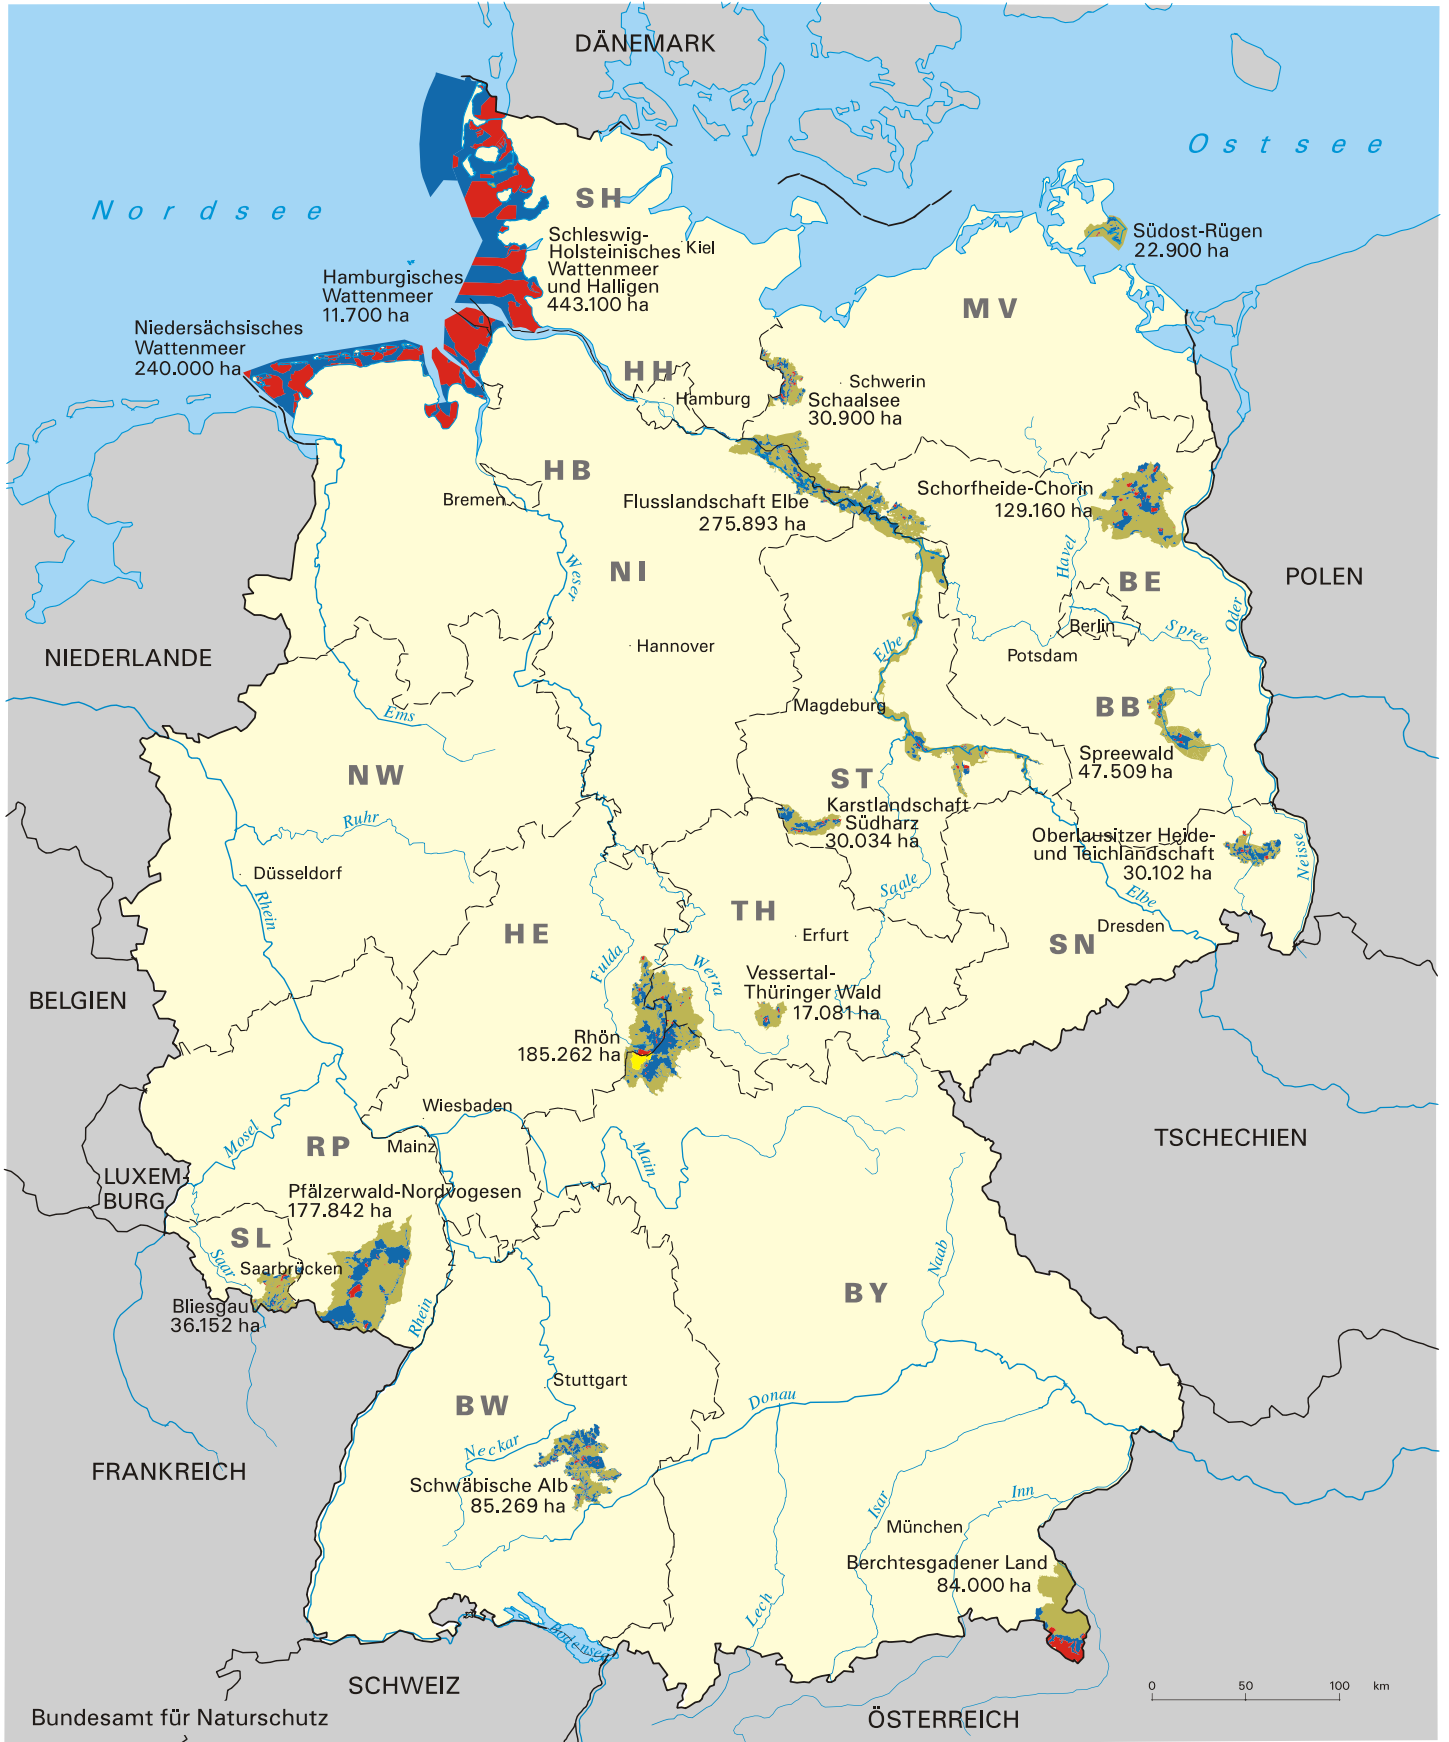 DÄNEMARK
Ostsee
Nordsee
SH
Südost-Rügen
22.900 ha
Schleswig-
Holsteinisches
Wattenmeer
und Halligen
443.100 ha
Kiel
Hamburgisches
Wattenmeer
11.700 ha
MV
Niedersächsisches
Wattenmeer
240.000 ha
HH
Hamburg
Schwerin
Schaalsee
30.900 ha
HB
Bremen
Flusslandschaft Elbe
275.893 ha
Schorfheide-Chorin
129.160 ha
Weser
NI
Havel
BE
POLEN
Oder
Berlin
Spree
Hannover
Elbe
Potsdam
NIEDERLANDE
Magdeburg
BB
Ems
Spreewald
47.509 ha
NW
ST
Ruhr
Karstlandschaft
Südharz
30.034 ha
Oberlausitzer Heide-
und Teichlandschaft
30.102 ha
Neisse
Düsseldorf
Rhein
Saale
Elbe
TH
HE
Erfurt
SN
Dresden
Fulda
Werra
Vessertal-
Thüringer Wald
17.081 ha
BELGIEN
Rhön
185.262 ha
Wiesbaden
Mosel
RP
Mainz
Main
TSCHECHIEN
LUXEM-
BURG
Pfälzerwald-Nordvogesen
177.842 ha
SL
Saar
Saarbrücken
Naab
Bliesgau
36.152 ha
Rhein
BY
Stuttgart
BW
Donau
Neckar
FRANKREICH
Schwäbische Alb
85.269 ha
Isar
Inn
München
Berchtesgadener Land
84.000 ha
Lech
Bodensee
SCHWEIZ
0 50 100 km
Bundesamt für Naturschutz
ÖSTERREICH